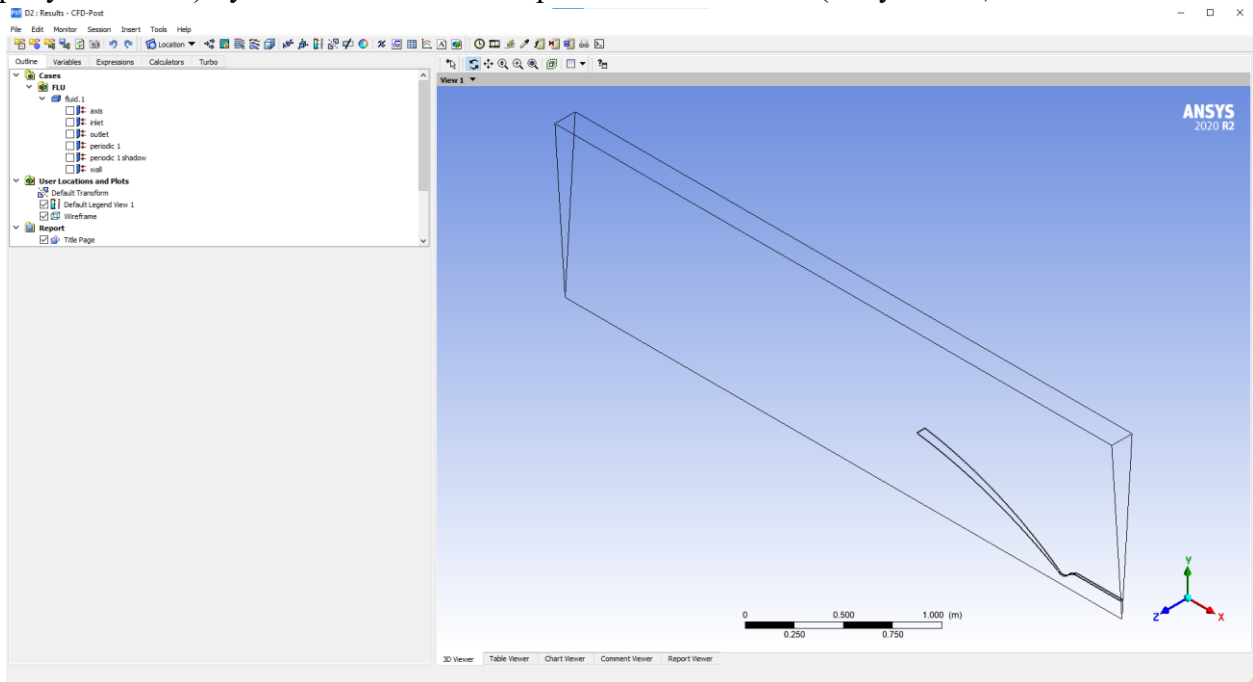 D2 : Results - CFD-Post
File Edit Monitor Session Insert Tools Help
Location
Outline Variables Expressions Calculators Turbo
Cases
FLU
fluid.1
axis
inlet
outlet
periodic 1
periodic 1 shadow
wall
User Locations and Plots
Default Transform
Default Legend View 1
Wireframe
Report
Title Page
View 1
ANSYS
2020 R2
0 0.500 1.000 (m)
0.250 0.750
Y
Z X
3D Viewer Table Viewer Chart Viewer Comment Viewer Report Viewer